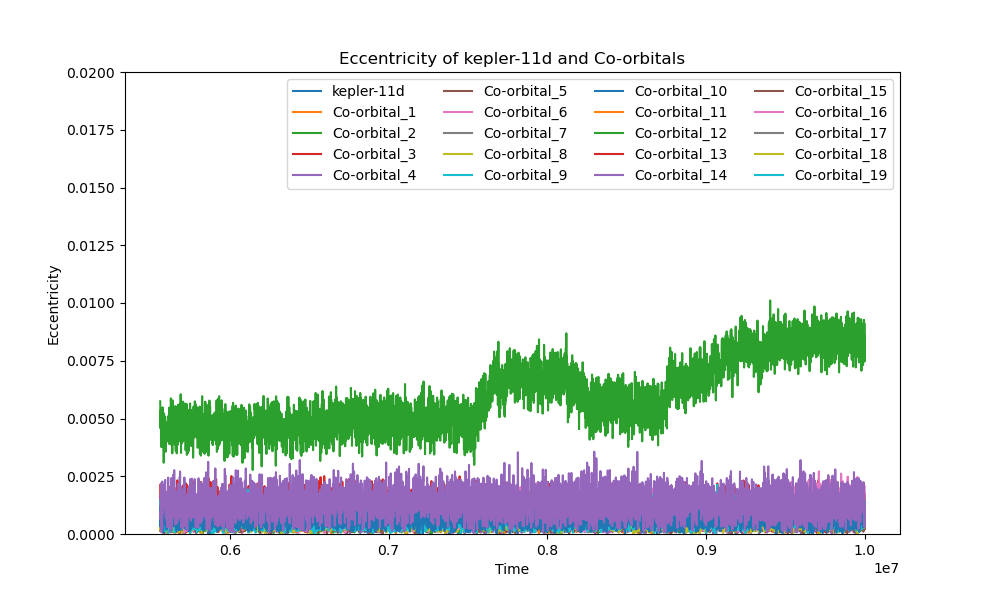 Eccentricity of kepler-11d and Co-orbitals
0.0200
0.0175
0.0150
0.0125
0.0100
0.0075
0.0050
0.0025
0.0000
Eccentricity
kepler-11d
Co-orbital_1
Co-orbital_2
Co-orbital_3
Co-orbital_4
Co-orbital_5
Co-orbital_6
Co-orbital_7
Co-orbital_8
Co-orbital_9
Co-orbital_10
Co-orbital_11
Co-orbital_12
Co-orbital_13
Co-orbital_14
Co-orbital_15
Co-orbital_16
Co-orbital_17
Co-orbital_18
Co-orbital_19
0.6 0.7 0.8 0.9 1.0
1e7
Time